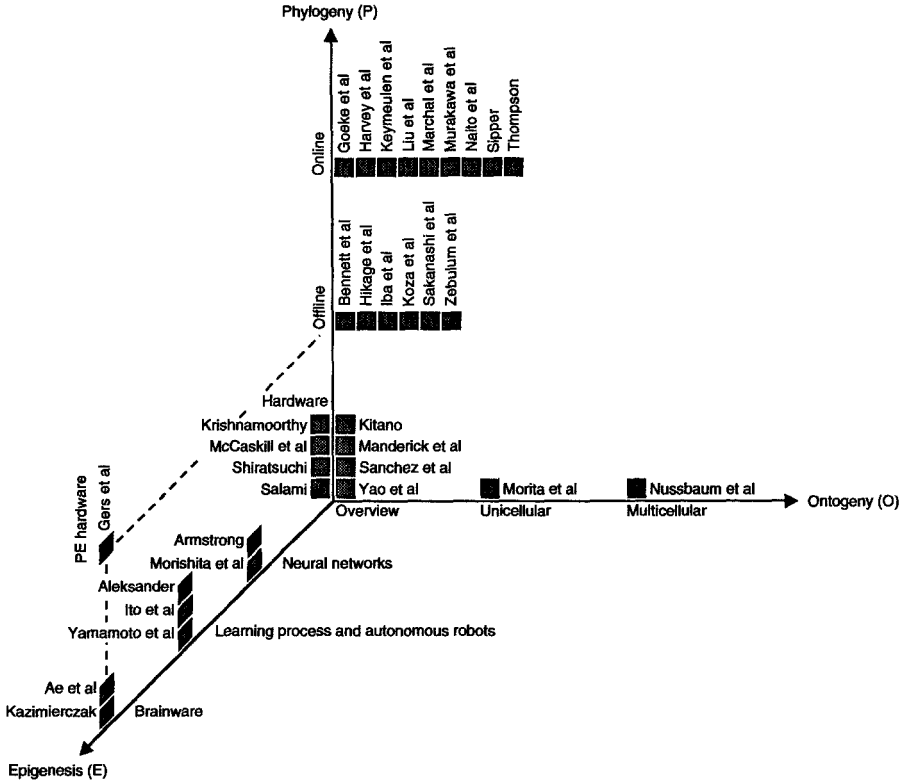 Phylogeny (P)
Online
Goeke et al
Harvey et al
Keymeulen et al
Liu et al
Marchal et al
Murakawa et al
Naito et al
Sipper
Thompson
Offline
Bennett et al
Hikage et al
Iba et al
Koza et al
Sakanashi et al
Zebulum et al
Hardware
Krishnamoorthy
Kitano
McCaskill et al
Manderick et al
Shiratsuchi
Sanchez et al
Salami
Yao et al
Morita et al
Nussbaum et al
Overview
Unicellular
Multicellular
Ontogeny (O)
PE hardware
Gers et al
Armstrong
Morishita et al
Neural networks
Aleksander
Ito et al
Yamamoto et al
Learning process and autonomous robots
Ae et al
Kazimierczak
Brainware
Epigenesis (E)